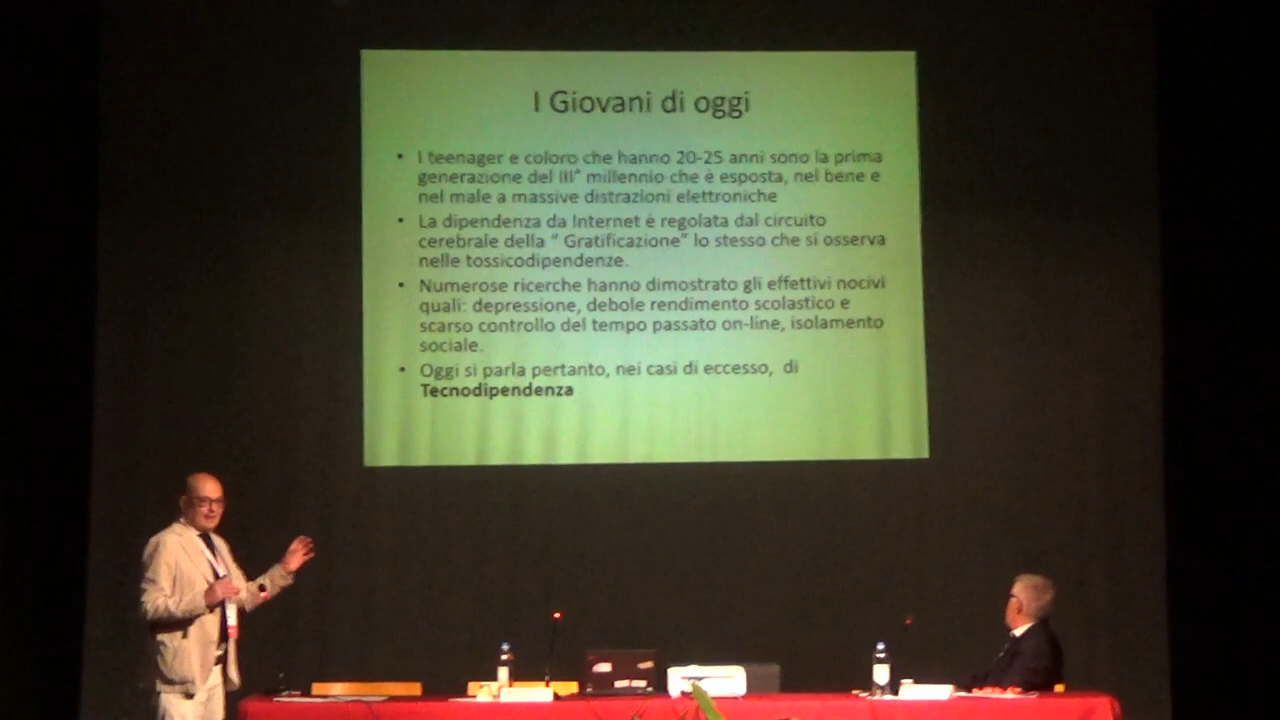 I Giovani di oggi
• I teenager e coloro che hanno 20-25 anni sono la prima
generazione del III° millennio che è esposta, nel bene e
nel male a massive distrazioni elettroniche
• La dipendenza da Internet è regolata dal circuito
cerebrale della " Gratificazione" lo stesso che si osserva
nelle tossicodipendenze.
• Numerose ricerche hanno dimostrato gli effettivi nocivi
quali: depressione, debole rendimento scolastico e
scarso controllo del tempo passato on-line, isolamento
sociale.
• Oggi si parla pertanto, nei casi di eccesso, di
Tecnodipendenza